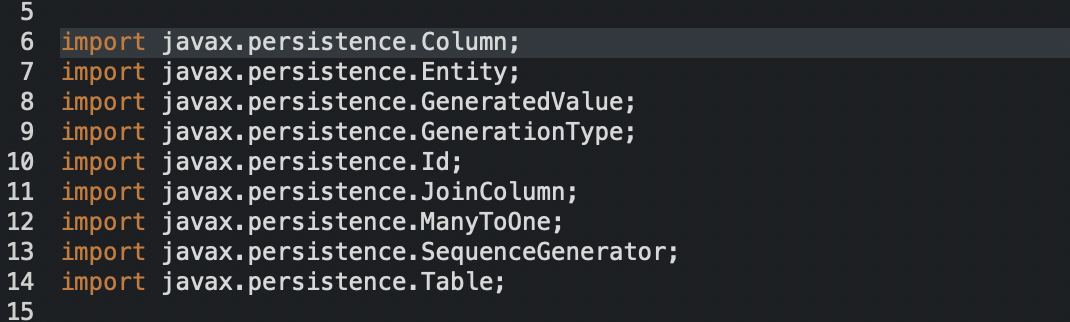 5
6 import javax.persistence.Column;
7 import javax.persistence.Entity;
8 import javax.persistence.GeneratedValue;
9 import javax.persistence.GenerationType;
10 import javax.persistence.Id;
11 import javax.persistence.JoinColumn;
12 import javax.persistence.ManyToOne;
13 import javax.persistence.SequenceGenerator;
14 import javax.persistence.Table;
15